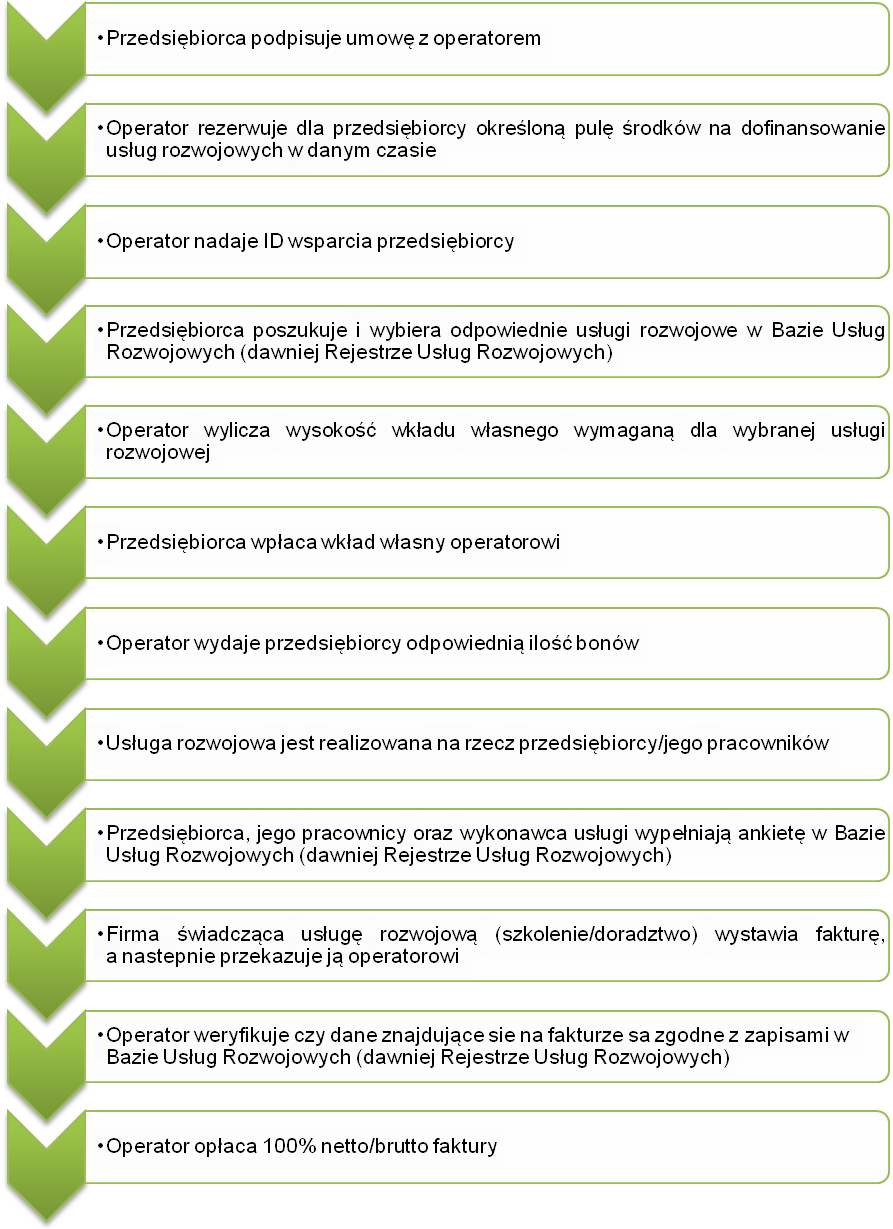 •Przedsiębiorca podpisuje umowę z operatorem
•Operator rezerwuje dla przedsiębiorcy określoną pulę środków na dofinansowanie
usług rozwojowych w danym czasie
•Operator nadaje ID wsparcia przedsiębiorcy
•Przedsiębiorca poszukuje i wybiera odpowiednie usługi rozwojowe w Bazie Usług
Rozwojowych (dawniej Rejestrze Usług Rozwojowych)
•Operator wylicza wysokość wkładu własnego wymaganą dla wybranej usługi
rozwojowej
•Przedsiębiorca wpłaca wkład własny operatorowi
•Operator wydaje przedsiębiorcy odpowiednią ilość bonów
•Usługa rozwojowa jest realizowana na rzecz przedsiębiorcy/jego pracowników
•Przedsiębiorca, jego pracownicy oraz wykonawca usługi wypełniają ankietę w Bazie
Usług Rozwojowych (dawniej Rejestrze Usług Rozwojowych)
•Firma świadcząca usługę rozwojową (szkolenie/doradztwo) wystawia fakturę,
a nastepnie przekazuje ją operatorowi
•Operator weryfikuje czy dane znajdujące sie na fakturze sa zgodne z zapisami w
Bazie Usług Rozwojowych (dawniej Rejestrze Usług Rozwojowych)
•Operator opłaca 100% netto/brutto faktury